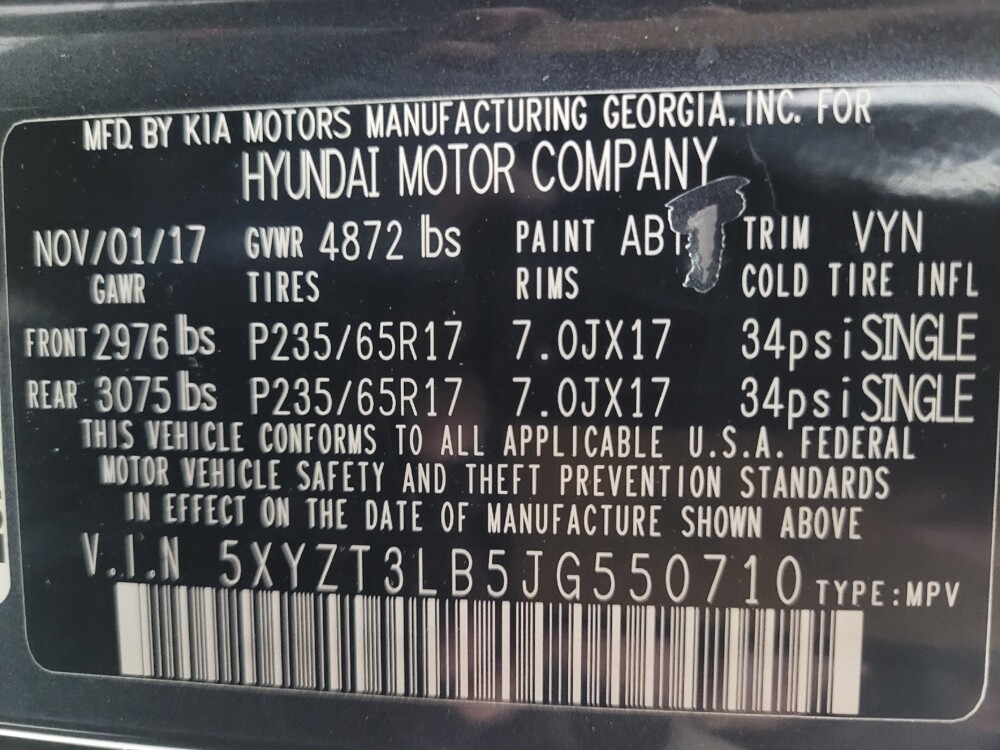 MFD. BY KIA MOTORS MANUFACTURING GEORGIA. INC. FOR
HYUNDAI MOTOR COMPANY
NOV/01/17 GVWR 4872 lbs PAINT TRIM VYN
GAWR TIRES RIMS COLD TIRE INFL
FRONT 2976 lbs P235/65R17 7.0JX17 34psi SINGLE
REAR 3075 lbs P235/65R17 7.0JX17 34psi SINGLE
THIS VEHICLE CONFORMS TO ALL APPLICABLE U.S.A. FEDERAL
MOTOR VEHICLE SAFETY AND THEFT PREVENTION STANDARDS
IN EFFECT ON THE DATE OF MANUFACTURE SHOWN ABOVE
V.I.N 5XYZT3LB5JG550710 TYPE:MPV